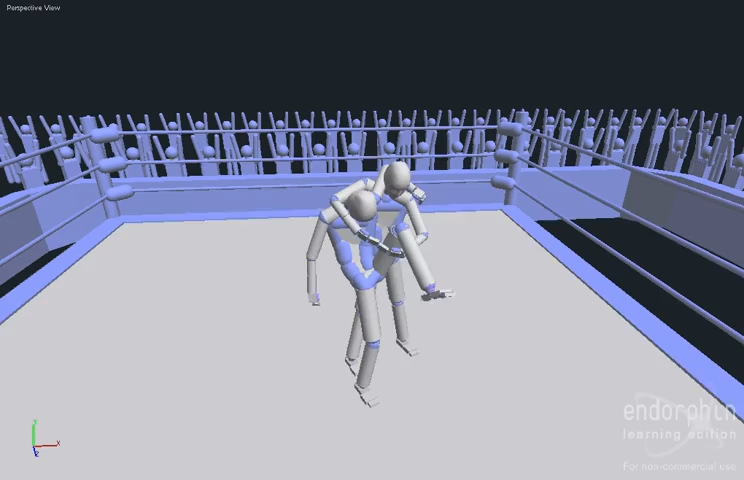 Perspective View
Y
X
Z
endorphin
learning edition
For non-commercial use